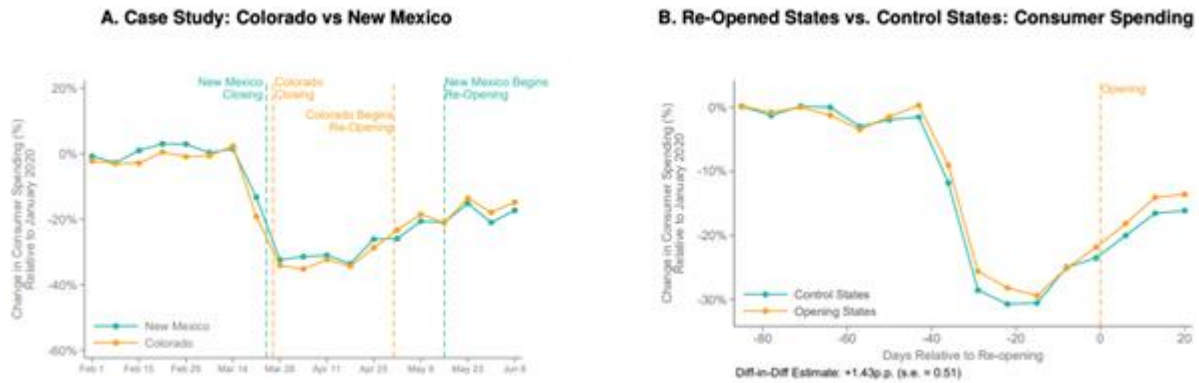 A. Case Study: Colorado vs New Mexico
New Mexico
Closing
Colorado
Closing
Colorado Begins
Re-Opening
New Mexico Begins
Re-Opening
Change in Consumer Spending (%)
Relative to January 2020
20%
0%
-20%
-40%
-60%
New Mexico
Colorado
Feb 1
Feb 15
Feb 29
Mar 14
Mar 28
Apr 11
Apr 25
May 9
May 23
Jun 6
B. Re-Opened States vs. Control States: Consumer Spending
Opening
Change in Consumer Spending (%)
Relative to January 2020
0%
-10%
-20%
-30%
Control States
Opening States
-80
-60
-40
-20
0
20
Days Relative to Re-opening
Diff-in-Diff Estimate: +1.43p.p. (s.e. = 0.51)